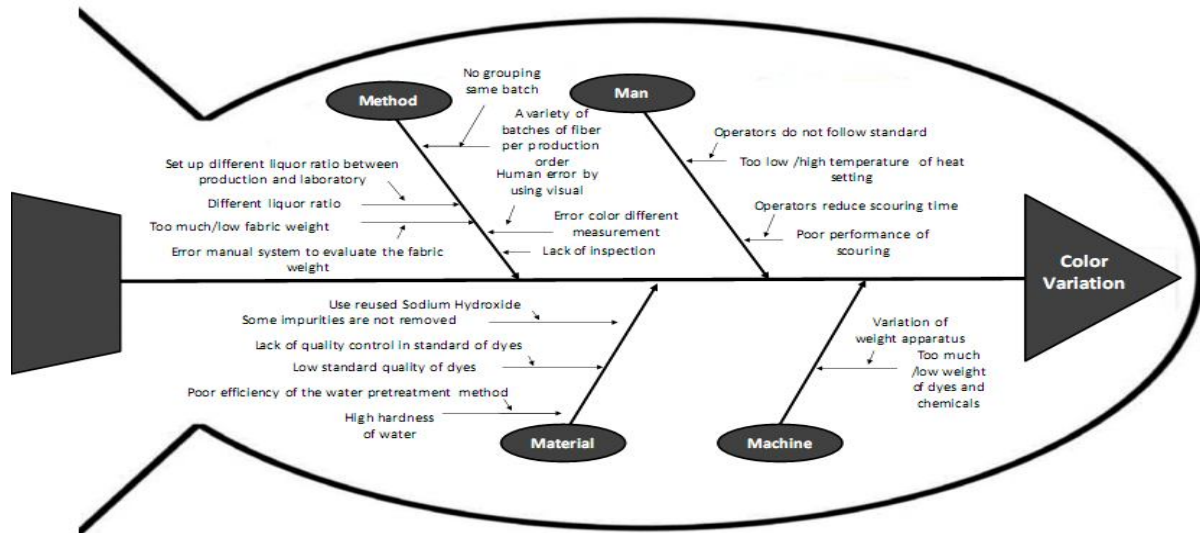 Method
No grouping
same batch
A variety of
batches of fiber
per production
order
Set up different liquor ratio between
production and laboratory
Different liquor ratio
Human error by
using visual
Too much/low fabric weight
Error color different
measurement
Error manual system to evaluate the fabric
weight
Lack of inspection
Man
Operators do not follow standard
Too low /high temperature of heat
setting
Operators reduce scouring time
Poor performance of
scouring
Color
Variation
Use reused Sodium Hydroxide
Some impurities are not removed
Lack of quality control in standard of dyes
Low standard quality of dyes
Poor efficiency of the water pretreatment method
High hardness
of water
Material
Variation of
weight apparatus
Too much
/low weight
of dyes and
chemicals
Machine